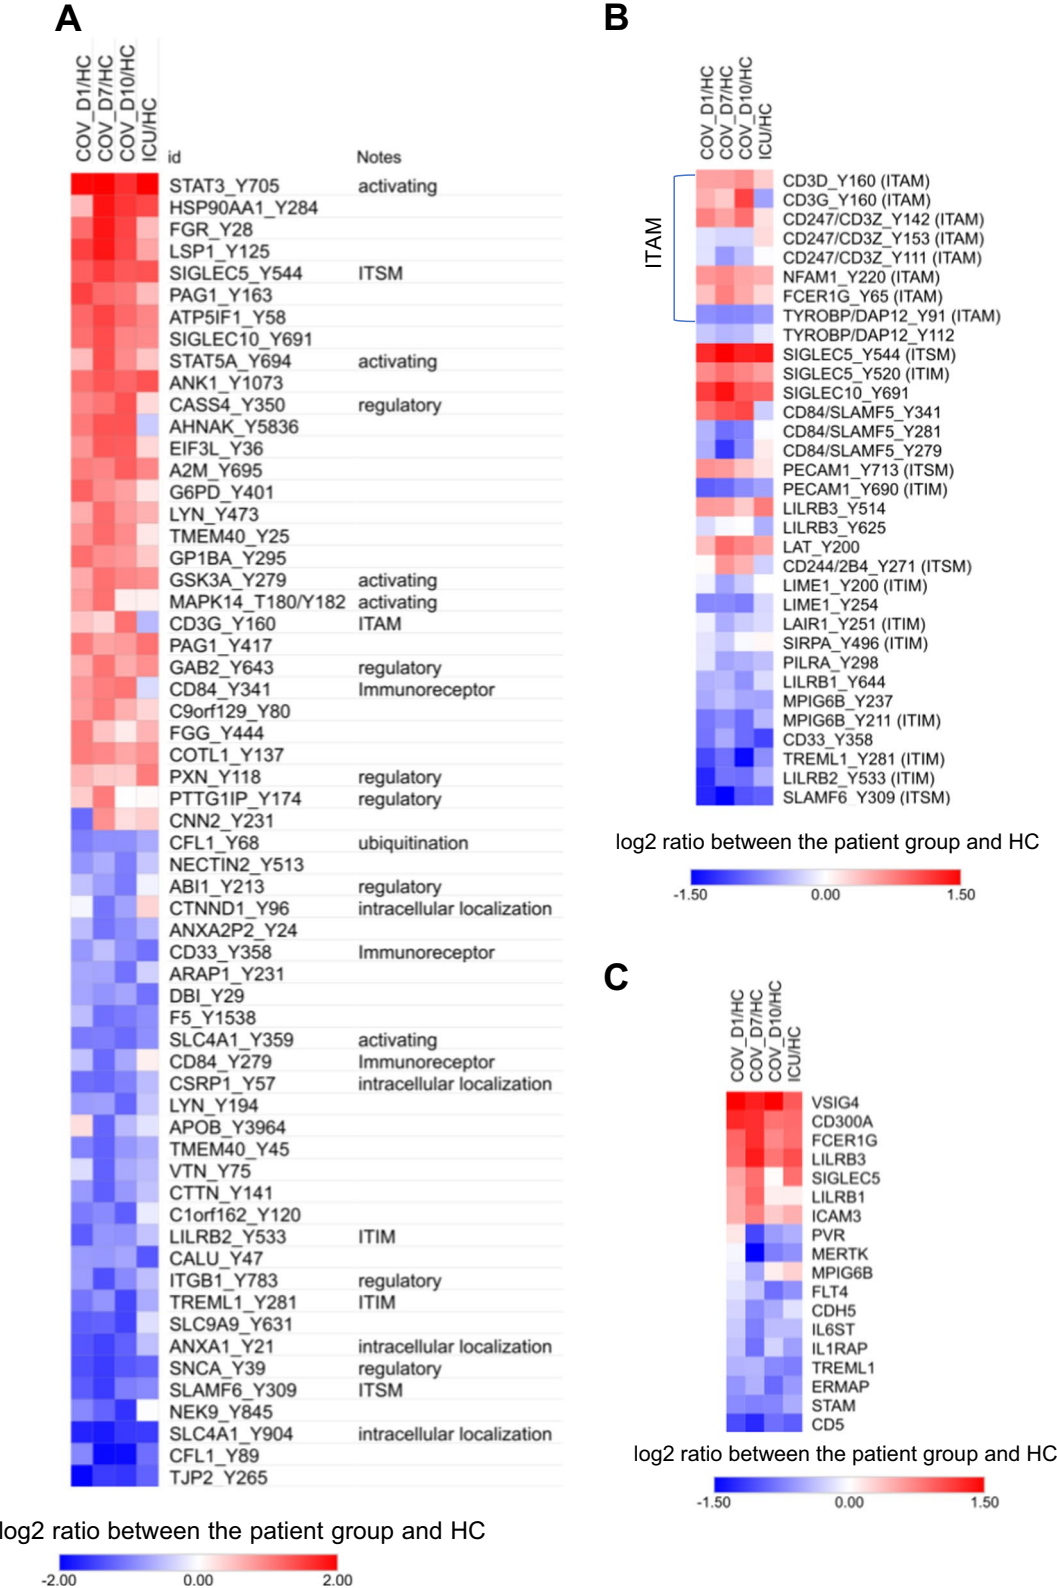 A
COV_D1/HC
COV_D7/HC
COV_D10/HC
ICU/HC
id Notes
STAT3_Y705 activating
HSP90AA1_Y284
FGR_Y28
LSP1_Y125
SIGLEC5_Y544 ITSM
PAG1_Y163
ATP5IF1_Y58
SIGLEC10_Y691
STAT5A_Y694 activating
ANK1_Y1073
CASS4_Y350 regulatory
AHNAK_Y5836
EIF3L_Y36
A2M_Y695
G6PD_Y401
LYN_Y473
TMEM40_Y25
GP1BA_Y295
GSK3A_Y279 activating
MAPK14_T180/Y182 activating
CD3G_Y160 ITAM
PAG1_Y417
GAB2_Y643 regulatory
CD84_Y341 Immunoreceptor
C9orf129_Y80
FGG_Y444
COTL1_Y137
PXN_Y118 regulatory
PTTG1IP_Y174 regulatory
CNN2_Y231
CFL1_Y68 ubiquitination
NECTIN2_Y513
ABI1_Y213 regulatory
CTNND1_Y96 intracellular localization
ANXA2P2_Y24
CD33_Y358 Immunoreceptor
ARAP1_Y231
DBI_Y29
F5_Y1538
SLC4A1_Y359 activating
CD84_Y279 Immunoreceptor
CSRP1_Y57 intracellular localization
LYN_Y194
APOB_Y3964
TMEM40_Y45
VTN_Y75
CTTN_Y141
C1orf162_Y120
LILRB2_Y533 ITIM
CALU_Y47
ITGB1_Y783 regulatory
TREML1_Y281 ITIM
SLC9A9_Y631
ANXA1_Y21 intracellular localization
SNCA_Y39 regulatory
SLAMF6_Y309 ITSM
NEK9_Y845
SLC4A1_Y904 intracellular localization
CFL1_Y89
TJP2_Y265
log2 ratio between the patient group and HC
-2.00 0.00 2.00
B
COV_D1/HC
COV_D7/HC
COV_D10/HC
ICU/HC
ITAM
CD3D_Y160 (ITAM)
CD3G_Y160 (ITAM)
CD247/CD3Z_Y142 (ITAM)
CD247/CD3Z_Y153 (ITAM)
CD247/CD3Z_Y111 (ITAM)
NFAM1_Y220 (ITAM)
FCER1G_Y65 (ITAM)
TYROBP/DAP12_Y91 (ITAM)
TYROBP/DAP12_Y112
SIGLEC5_Y544 (ITSM)
SIGLEC5_Y520 (ITIM)
SIGLEC10_Y691
CD84/SLAMF5_Y341
CD84/SLAMF5_Y281
CD84/SLAMF5_Y279
PECAM1_Y713 (ITSM)
PECAM1_Y690 (ITIM)
LILRB3_Y514
LILRB3_Y625
LAT_Y200
CD244/2B4_Y271 (ITSM)
LIME1_Y200 (ITIM)
LIME1_Y254
LAIR1_Y251 (ITIM)
SIRPA_Y496 (ITIM)
PILRA_Y298
LILRB1_Y644
MPIG6B_Y237
MPIG6B_Y211 (ITIM)
CD33_Y358
TREML1_Y281 (ITIM)
LILRB2_Y533 (ITIM)
SLAMF6_Y309 (ITSM)
log2 ratio between the patient group and HC
-1.50 0.00 1.50
C
COV_D1/HC
COV_D7/HC
COV_D10/HC
ICU/HC
VSIG4
CD300A
FCER1G
LILRB3
SIGLEC5
LILRB1
ICAM3
PVR
MERTK
MPIG6B
FLT4
CDH5
IL6ST
IL1RAP
TREML1
ERMAP
STAM
CD5
log2 ratio between the patient group and HC
-1.50 0.00 1.50